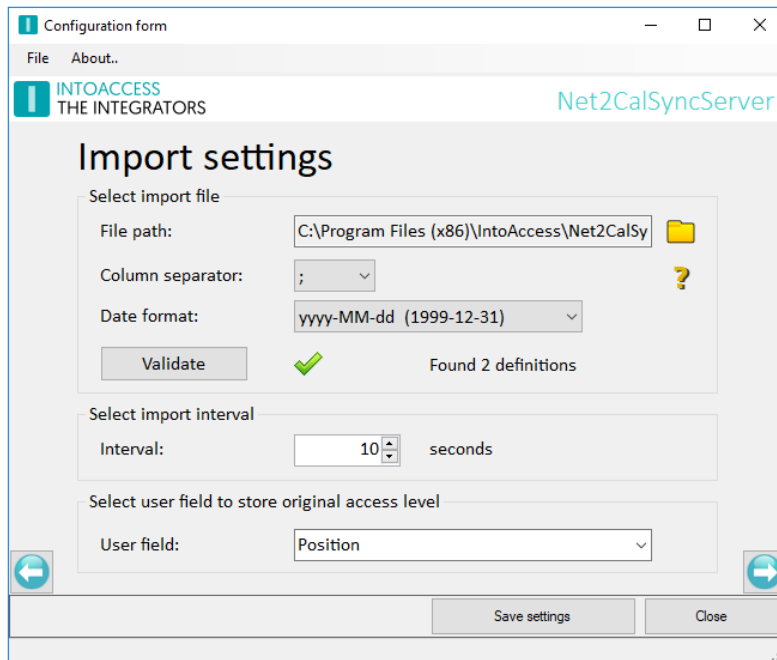 Configuration form
File About..
INTOACCESS
THE INTEGRATORS
Net2CalSyncServer
Import settings
Select import file
File path: C:\Program Files (x86)\IntoAccess\Net2CalSy
Column separator: ; ?
Date format: yyyy-MM-dd (1999-12-31)
Validate Found 2 definitions
Select import interval
Interval: 10 seconds
Select user field to store original access level
User field: Position
Save settings Close